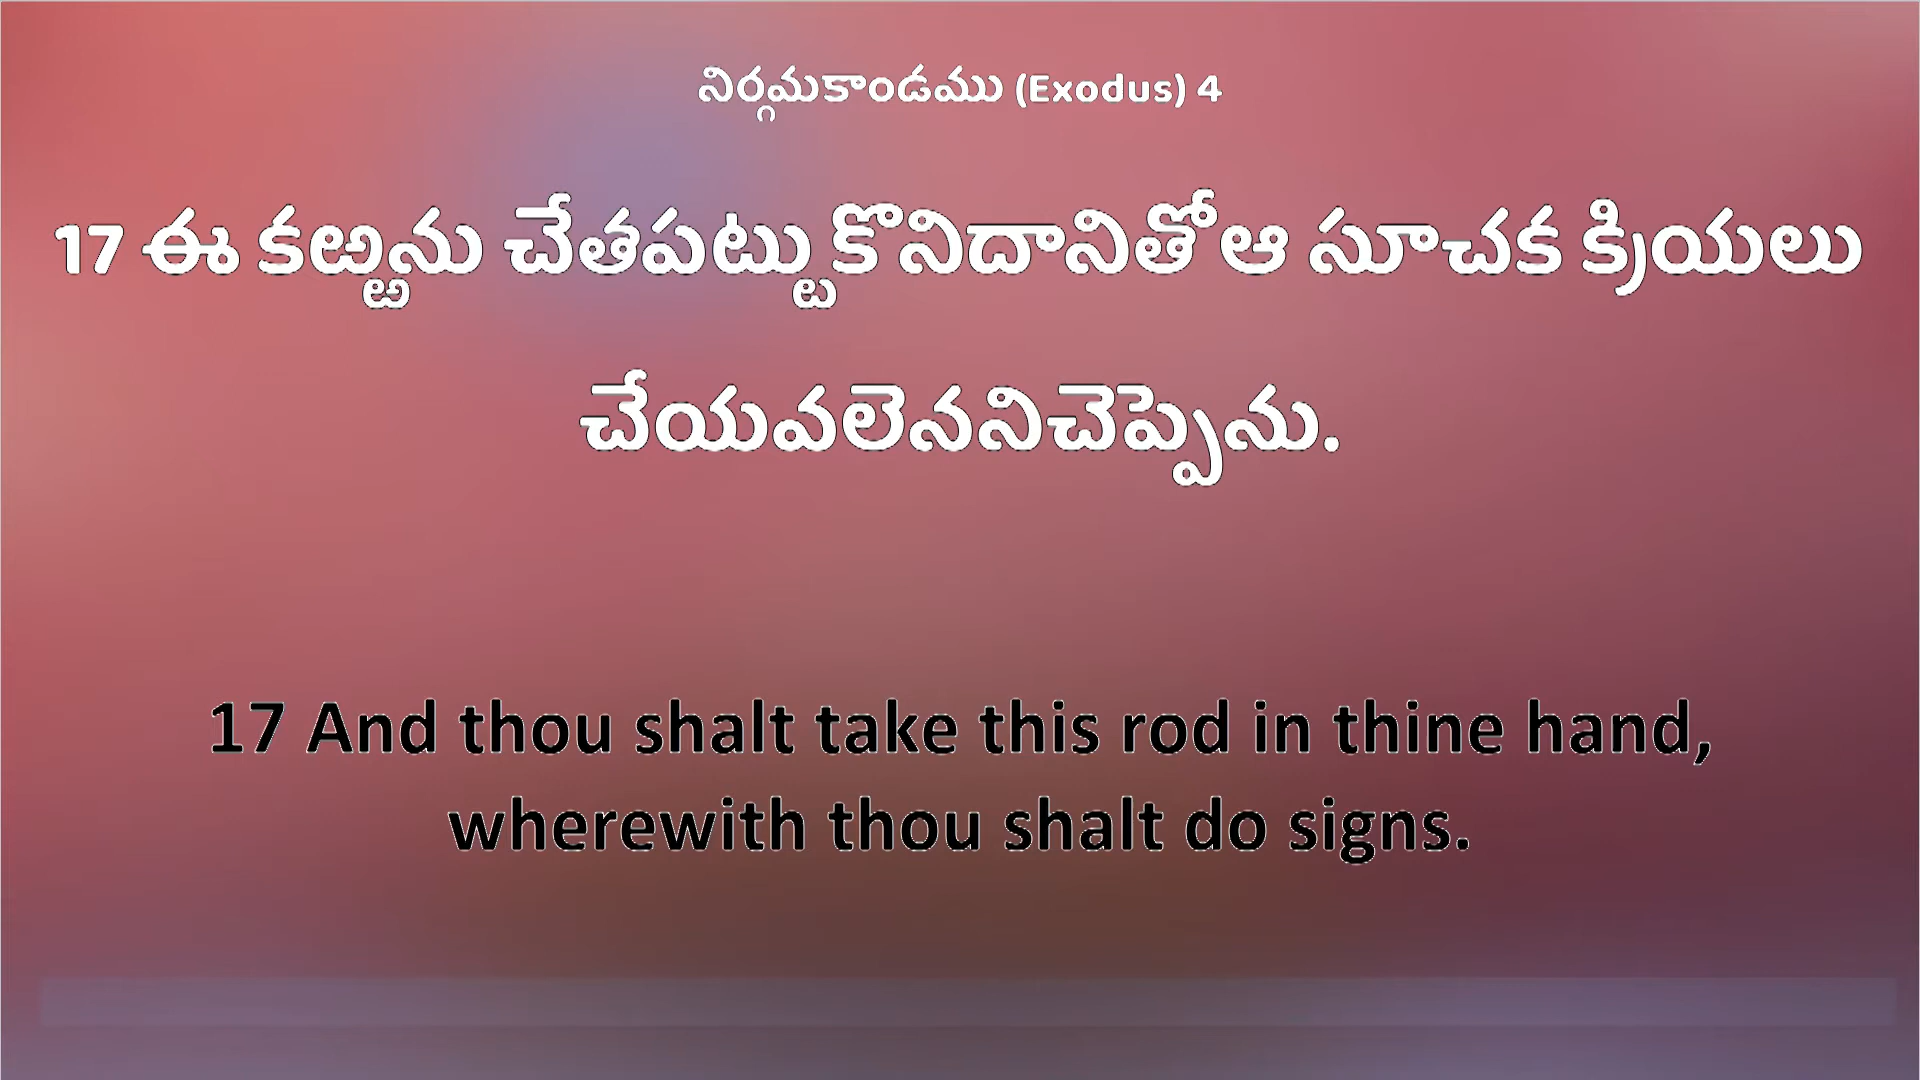 నిర్గమకాండము (Exodus) 4
17 ఈ కఱ్ఱను చేతపట్టుకొనిదానితోఆ సూచక క్రియలు
చేయవలెననిచెప్పెను.
17 And thou shalt take this rod in thine hand,
wherewith thou shalt do signs.